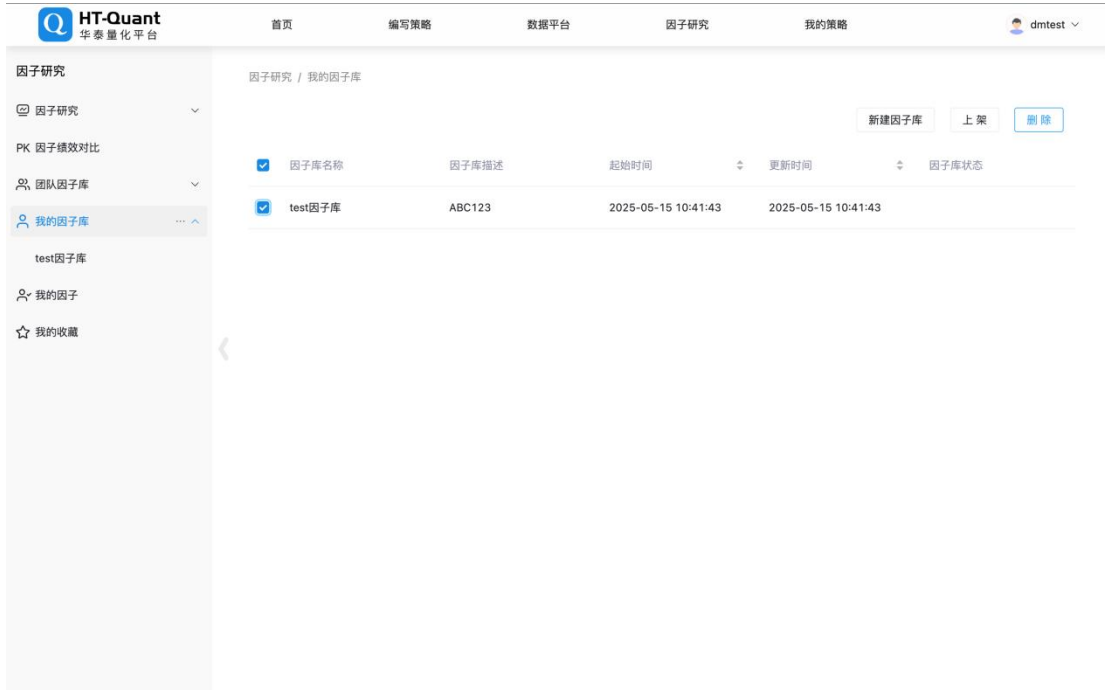 HT-Quant
华泰量化平台
首页 编写策略 数据平台 因子研究 我的策略 dmtest
因子研究
因子研究
PK 因子绩效对比
团队因子库
我的因子库 ...
test因子库
我的因子
我的收藏
因子研究 / 我的因子库
新建因子库 上架 删除
因子库名称 因子库描述 起始时间 更新时间 因子库状态
test因子库 ABC123 2025-05-15 10:41:43 2025-05-15 10:41:43